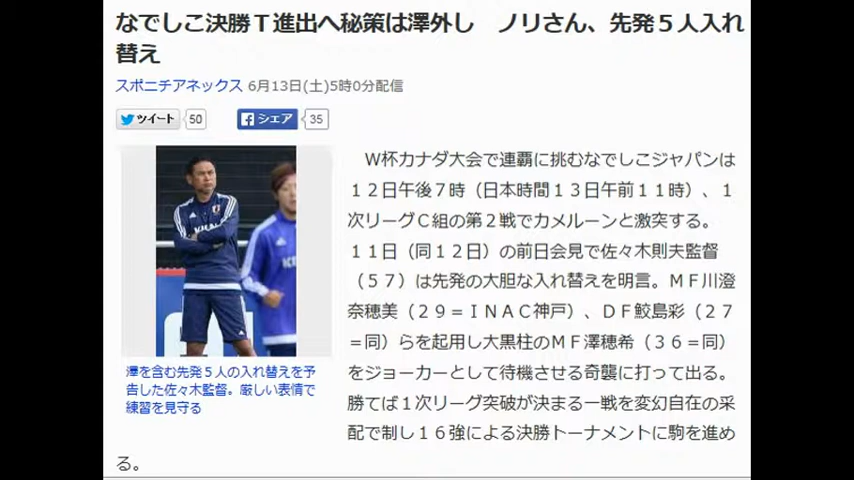 なでしこ決勝Ｔ進出へ秘策は澤外し　ノリさん、先発５人入れ
替え
スポニチアネックス 6月13日(土)5時0分配信
ツイート 50 シェア 35
Ｗ杯カナダ大会で連覇に挑むなでしこジャパンは
１２日午後７時（日本時間１３日午前１１時）、１
次リーグＣ組の第２戦でカメルーンと激突する。
１１日（同１２日）の前日会見で佐々木則夫監督
（５７）は先発の大胆な入れ替えを明言。ＭＦ川澄
奈穂美（２９＝ＩＮＡＣ神戸）、ＤＦ鮫島彩（２７
＝同）らを起用し大黒柱のＭＦ澤穂希（３６＝同）
をジョーカーとして待機させる奇襲に打って出る。
勝てば１次リーグ突破が決まる一戦を変幻自在の采
配で制し１６強による決勝トーナメントに駒を進め
る。
澤を含む先発５人の入れ替えを予
告した佐々木監督。厳しい表情で
練習を見守る